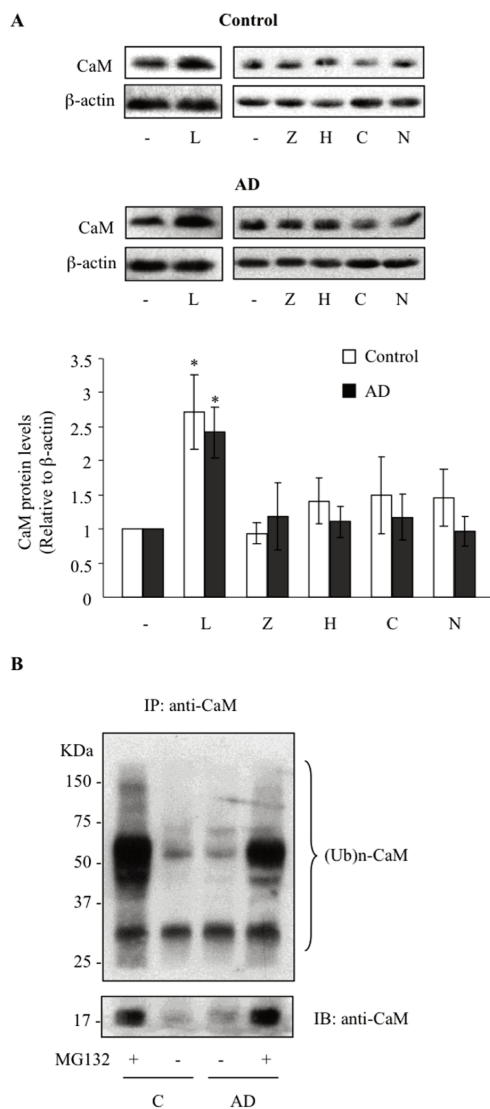 A
Control
CaM
β-actin
- L - Z H C N
AD
CaM
β-actin
- L - Z H C N
CaM protein levels
(Relative to β-actin)
3.5
3
2.5
2
1.5
1
0.5
0
* *
Control
AD
- L Z H C N
B
IP: anti-CaM
KDa
150 -
75 -
50 -
37 -
25 -
(Ub)n-CaM
17 -
IB: anti-CaM
MG132 + - - +
C AD